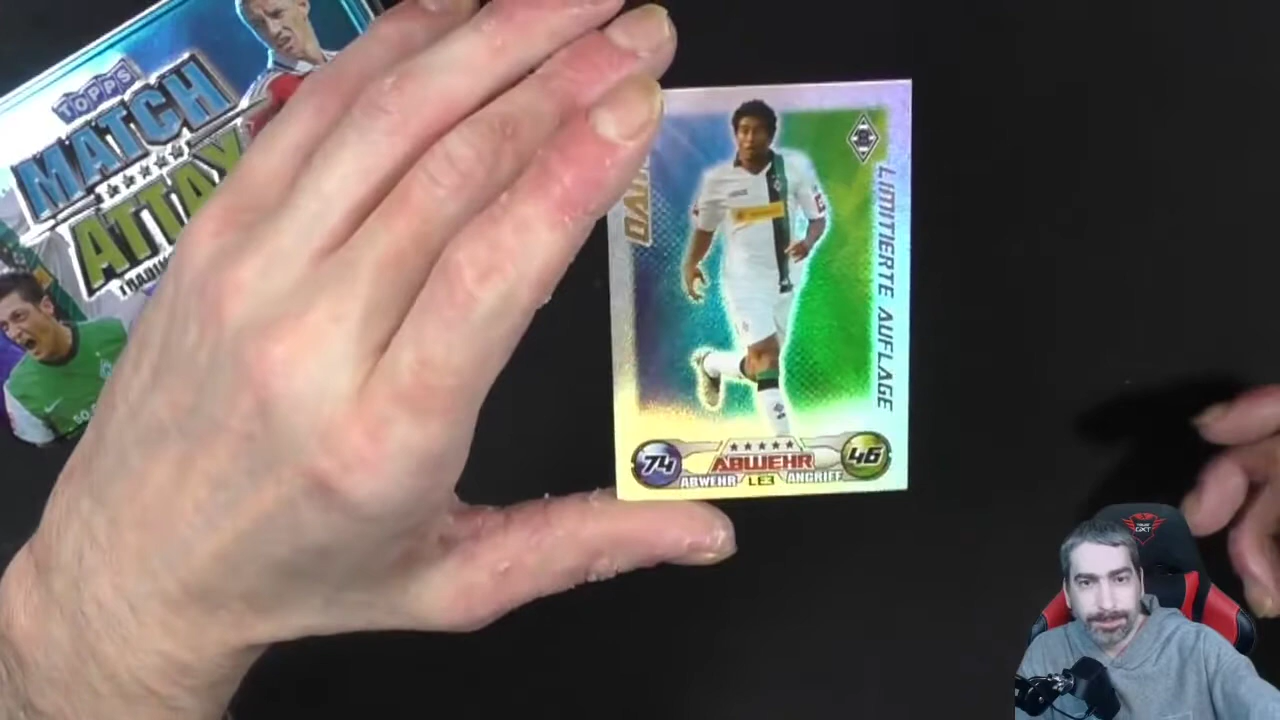 TOPPS
MATCH
ATTAX
LIMITIERTE AUFLAGE
74
ABWEHR
46
ABWEHR
LE3
ANGRIFF